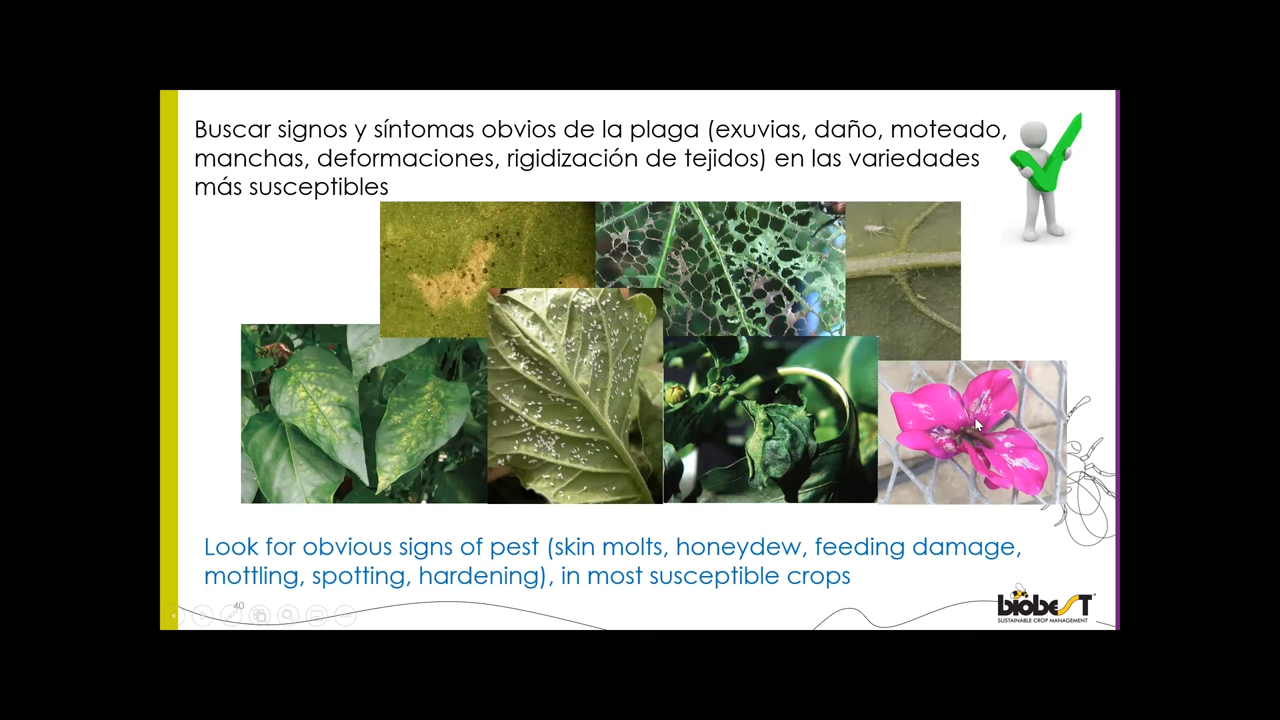 Buscar signos y síntomas obvios de la plaga (exuvias, daño, moteado,
manchas, deformaciones, rigidización de tejidos) en las variedades
más susceptibles
Look for obvious signs of pest (skin molts, honeydew, feeding damage,
mottling, spotting, hardening), in most susceptible crops
40
biobesT
SUSTAINABLE CROP MANAGEMENT